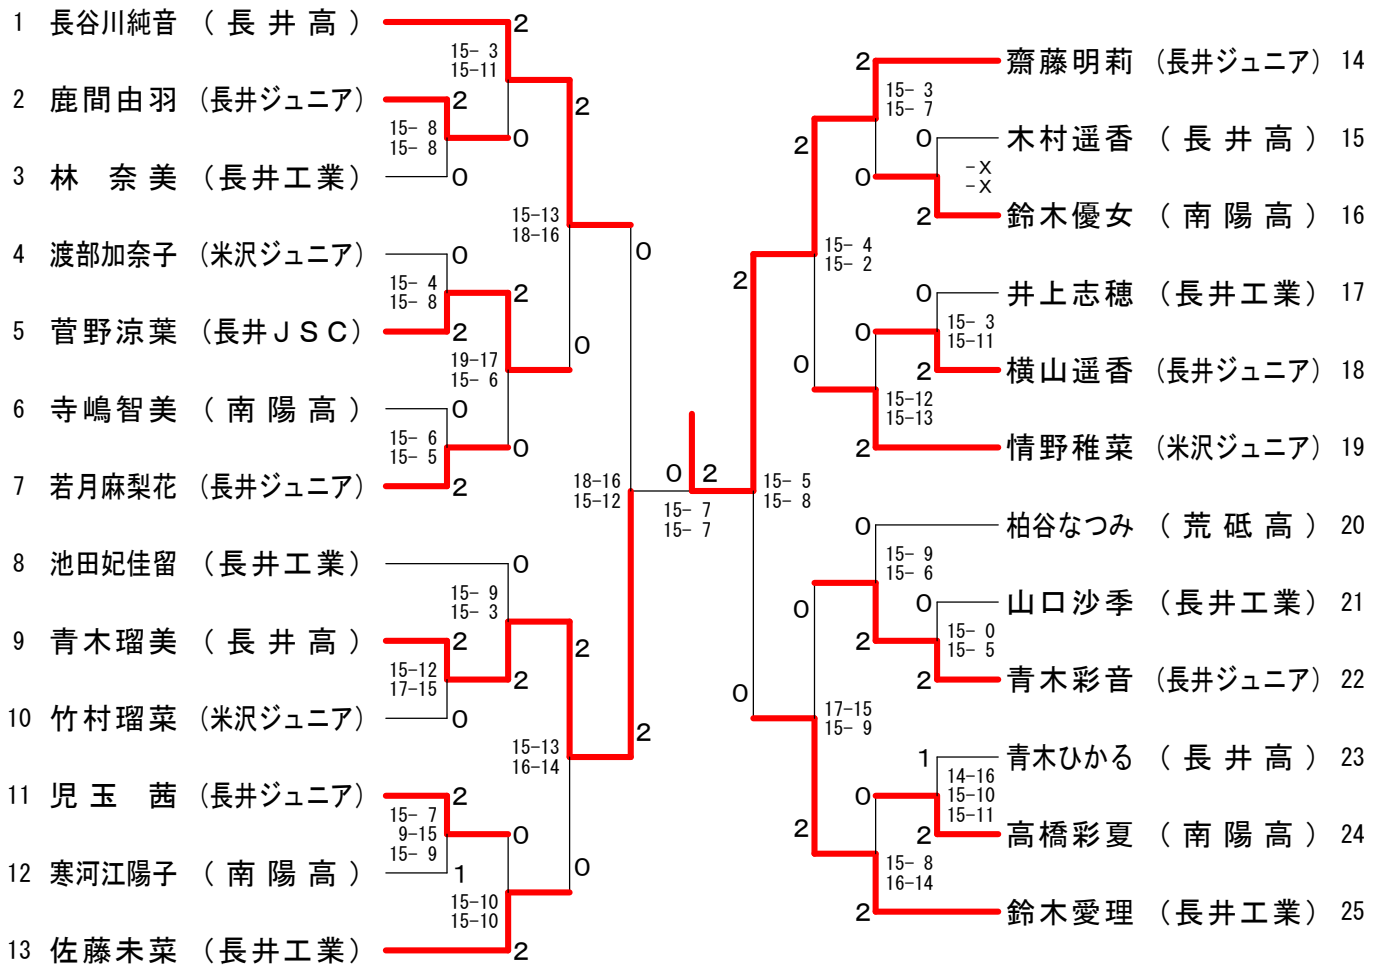 1 長谷川純音 （長井高） 2
15- 3
15-11
2 鹿間由羽 （長井ジュニア） 2
2
15- 8
15- 8
0
3 林 奈美 （長井工業） 0
15-13
18-16
4 渡部加奈子 （米沢ジュニア） 0
0
15- 4
15- 8
2
5 菅野涼葉 （長井ＪＳＣ） 2
0
19-17
15- 6
6 寺嶋智美 （南陽高） 0
15- 6
15- 5
0
7 若月麻梨花 （長井ジュニア） 2
18-16
15-12
8 池田妃佳留 （長井工業） 0
15- 9
15- 3
9 青木瑠美 （長井高） 2
2
15-12
17-15
2
10 竹村瑠菜 （米沢ジュニア） 0
2
15-13
16-14
11 児玉 茜 （長井ジュニア） 2
15- 7
9-15
15- 9
0
12 寒河江陽子 （南陽高） 1
0
15-10
15-10
13 佐藤未菜 （長井工業） 2
0 2
15- 7
15- 7
2 齋藤明莉 （長井ジュニア） 14
15- 3
15- 7
0 木村遥香 （長井高） 15
2
-X
-X
0
2 鈴木優女 （南陽高） 16
15- 4
15- 2
2
0 井上志穂 （長井工業） 17
15- 3
15-11
0
2 横山遥香 （長井ジュニア） 18
0
15-12
15-13
2 情野稚菜 （米沢ジュニア） 19
15- 5
15- 8
0 柏谷なつみ （荒砥高） 20
15- 9
15- 6
0 山口沙季 （長井工業） 21
0
15- 0
15- 5
2
2 青木彩音 （長井ジュニア） 22
0
17-15
15- 9
1 青木ひかる （長井高） 23
14-16
15-10
15-11
0
2 高橋彩夏 （南陽高） 24
2
15- 8
16-14
2 鈴木愛理 （長井工業） 25